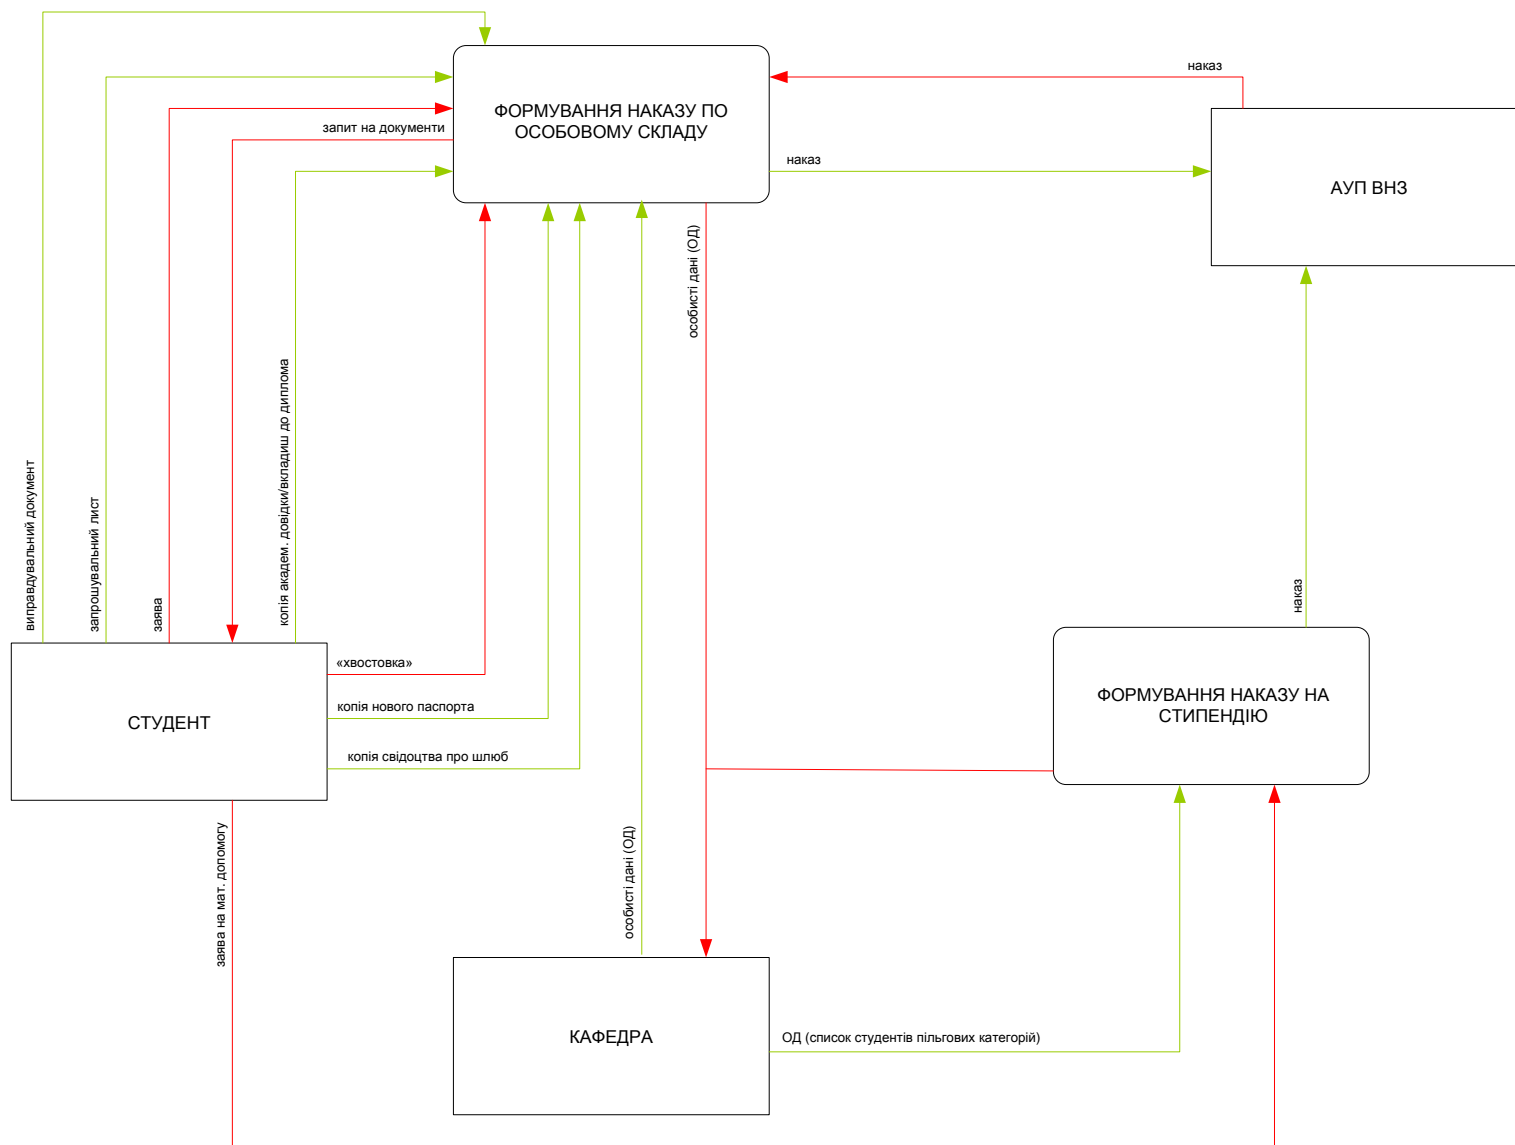 наказ
ФОРМУВАННЯ НАКАЗУ ПО
ОСОБОВОМУ СКЛАДУ
запит на документи
наказ
АУП ВНЗ
особисті дані (ОД)
виправдувальний документ
запрошувальний лист
заява
копія академ. довідки/вкладиш до диплома
наказ
«хвостовка»
ФОРМУВАННЯ НАКАЗУ НА
СТИПЕНДІЮ
копія нового паспорта
СТУДЕНТ
копія свідоцтва про шлюб
заява на мат. допомогу
особисті дані (ОД)
КАФЕДРА
ОД (список студентів пільгових категорій)